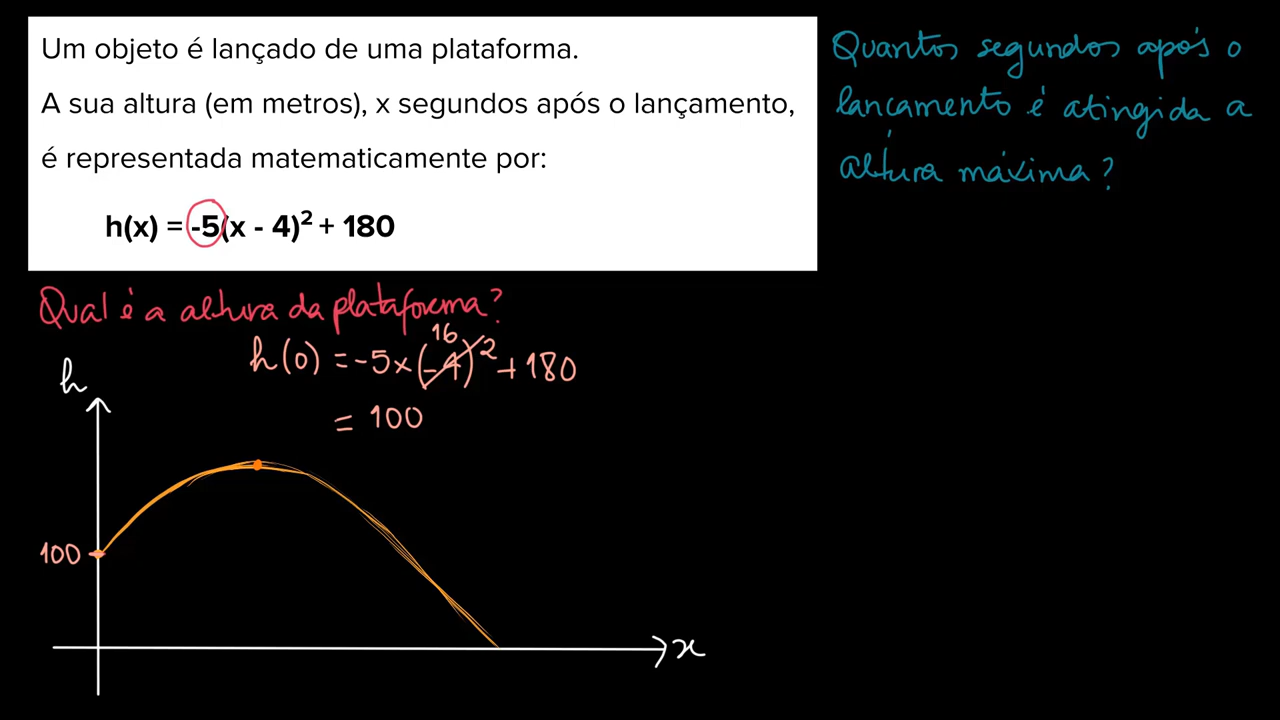 Um objeto é lançado de uma plataforma.
A sua altura (em metros), x segundos após o lançamento,
é representada matematicamente por:
h(x) = -5(x - 4)² + 180
Quantos segundos após o
lançamento é atingida a
altura máxima?
Qual é a altura da plataforma?
16
h(0) = -5×(-4)² + 180
= 100
h
100
x